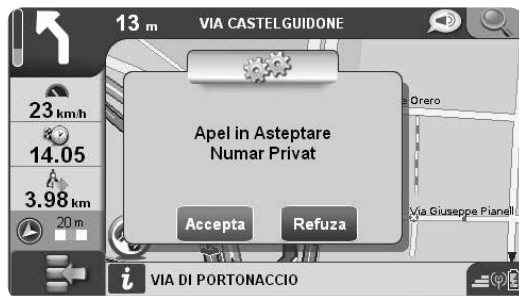 13 m VIA CASTELGUIDONE
e Orero
23 km/h
Apel in Asteptare
Numar Privat
14.05
3.98 km
Accepta Refuza
Via Giuseppe Pianell
20 m
i VIA DI PORTONACCIO